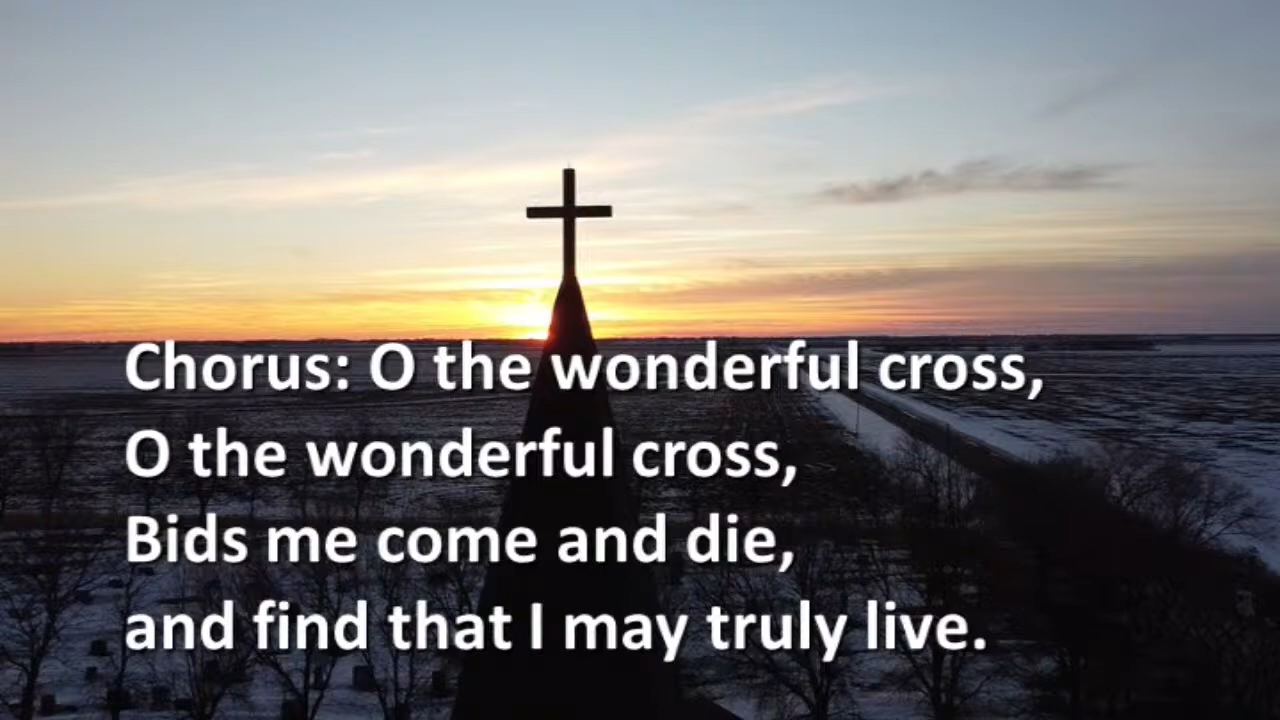 Chorus: O the wonderful cross,
O the wonderful cross,
Bids me come and die,
and find that I may truly live.